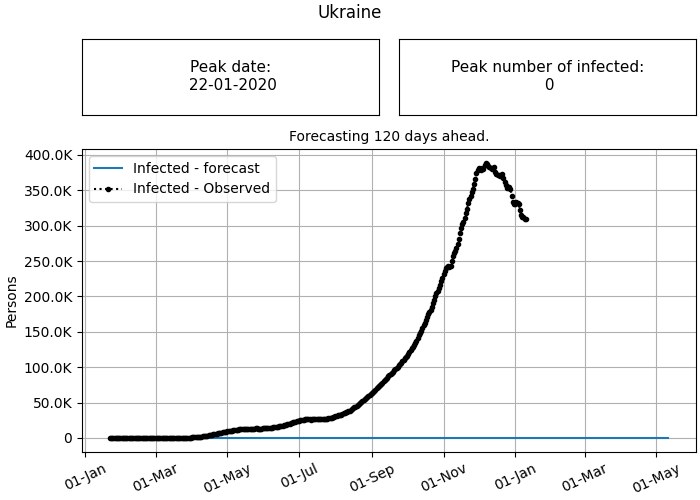 Ukraine
Peak date:
22-01-2020
Peak number of infected:
0
Forecasting 120 days ahead.
Infected - forecast
Infected - Observed
Persons
400.0K
350.0K
300.0K
250.0K
200.0K
150.0K
100.0K
50.0K
0
01-Jan
01-Mar
01-May
01-Jul
01-Sep
01-Nov
01-Jan
01-Mar
01-May